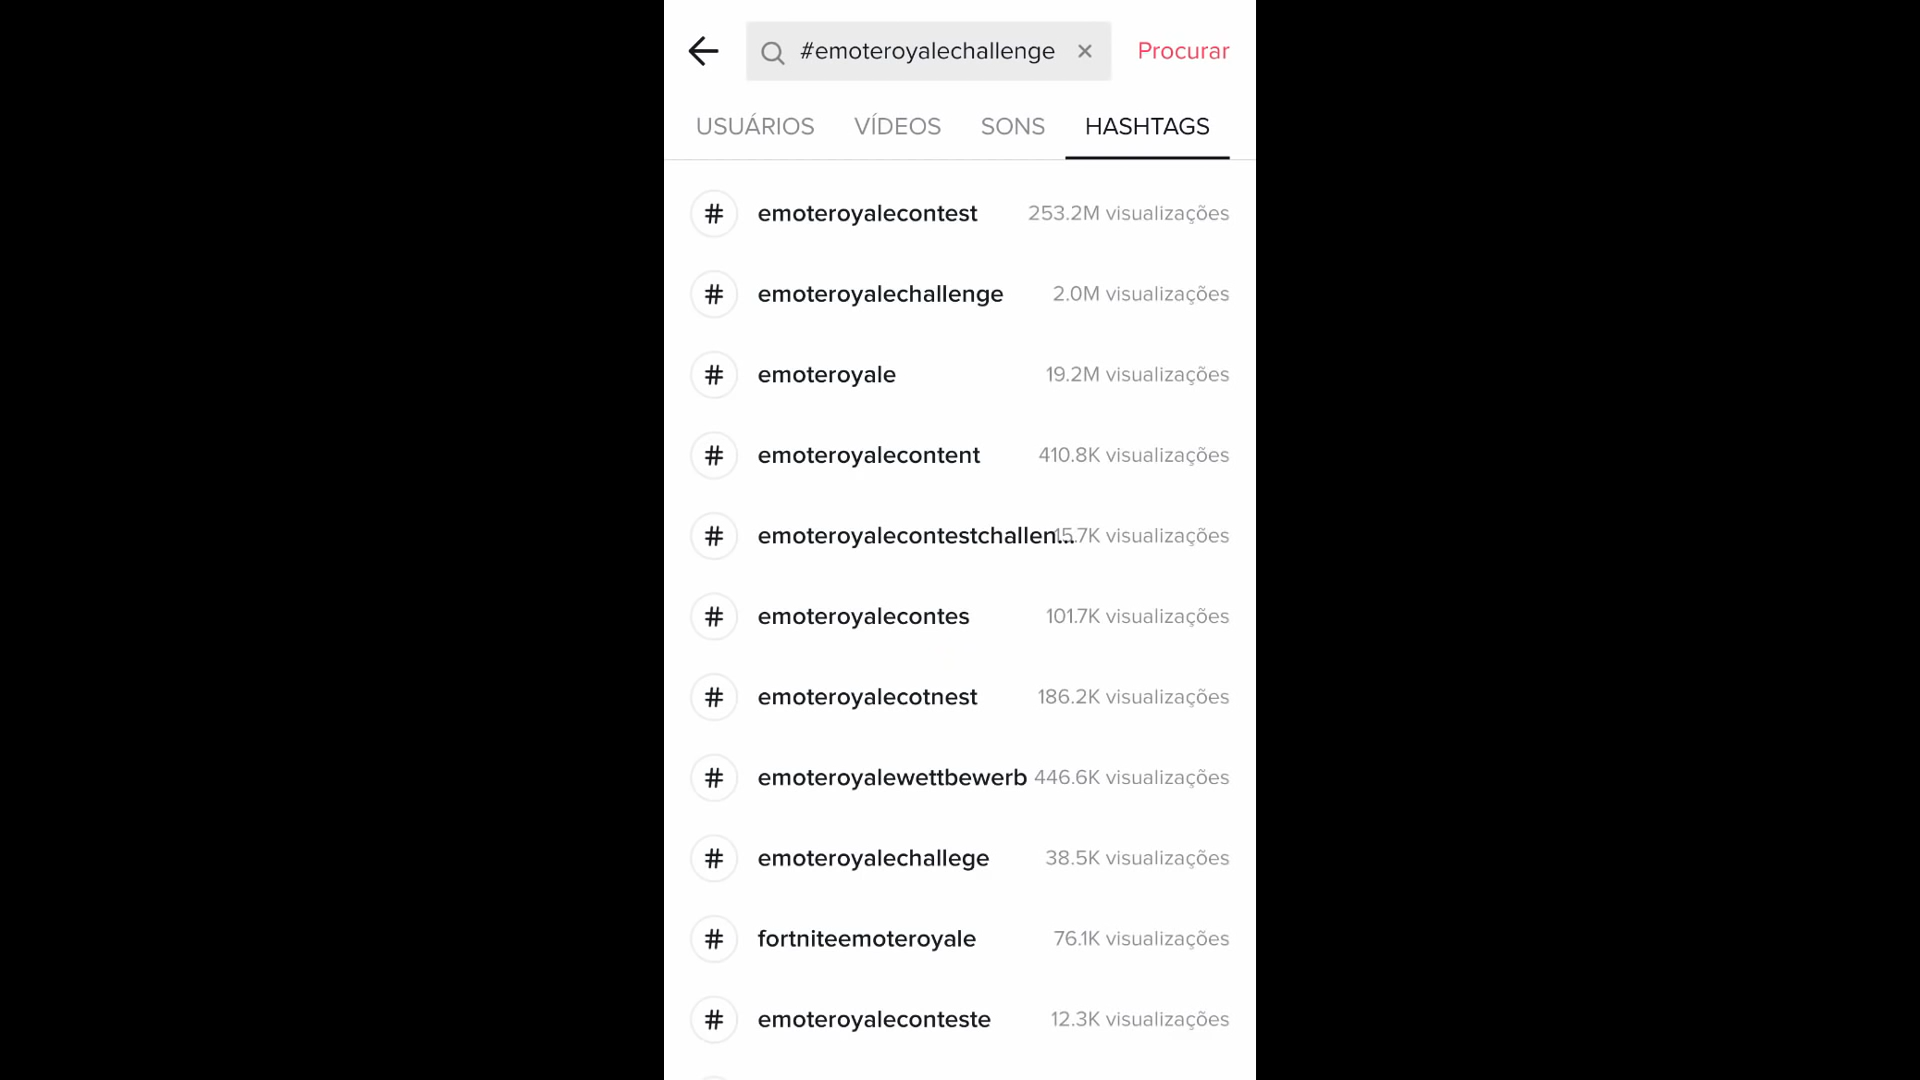 #emoteroyalechallenge × Procurar
USUÁRIOS VÍDEOS SONS HASHTAGS
# emoteroyalecontest 253.2M visualizações
# emoteroyalechallenge 2.0M visualizações
# emoteroyale 19.2M visualizações
# emoteroyalecontent 410.8K visualizações
# emoteroyalecontestchallen... 15.7K visualizações
# emoteroyalecontes 101.7K visualizações
# emoteroyalecotnest 186.2K visualizações
# emoteroyalewettbewerb 446.6K visualizações
# emoteroyalechallege 38.5K visualizações
# fortniteemoteroyale 76.1K visualizações
# emoteroyaleconteste 12.3K visualizações